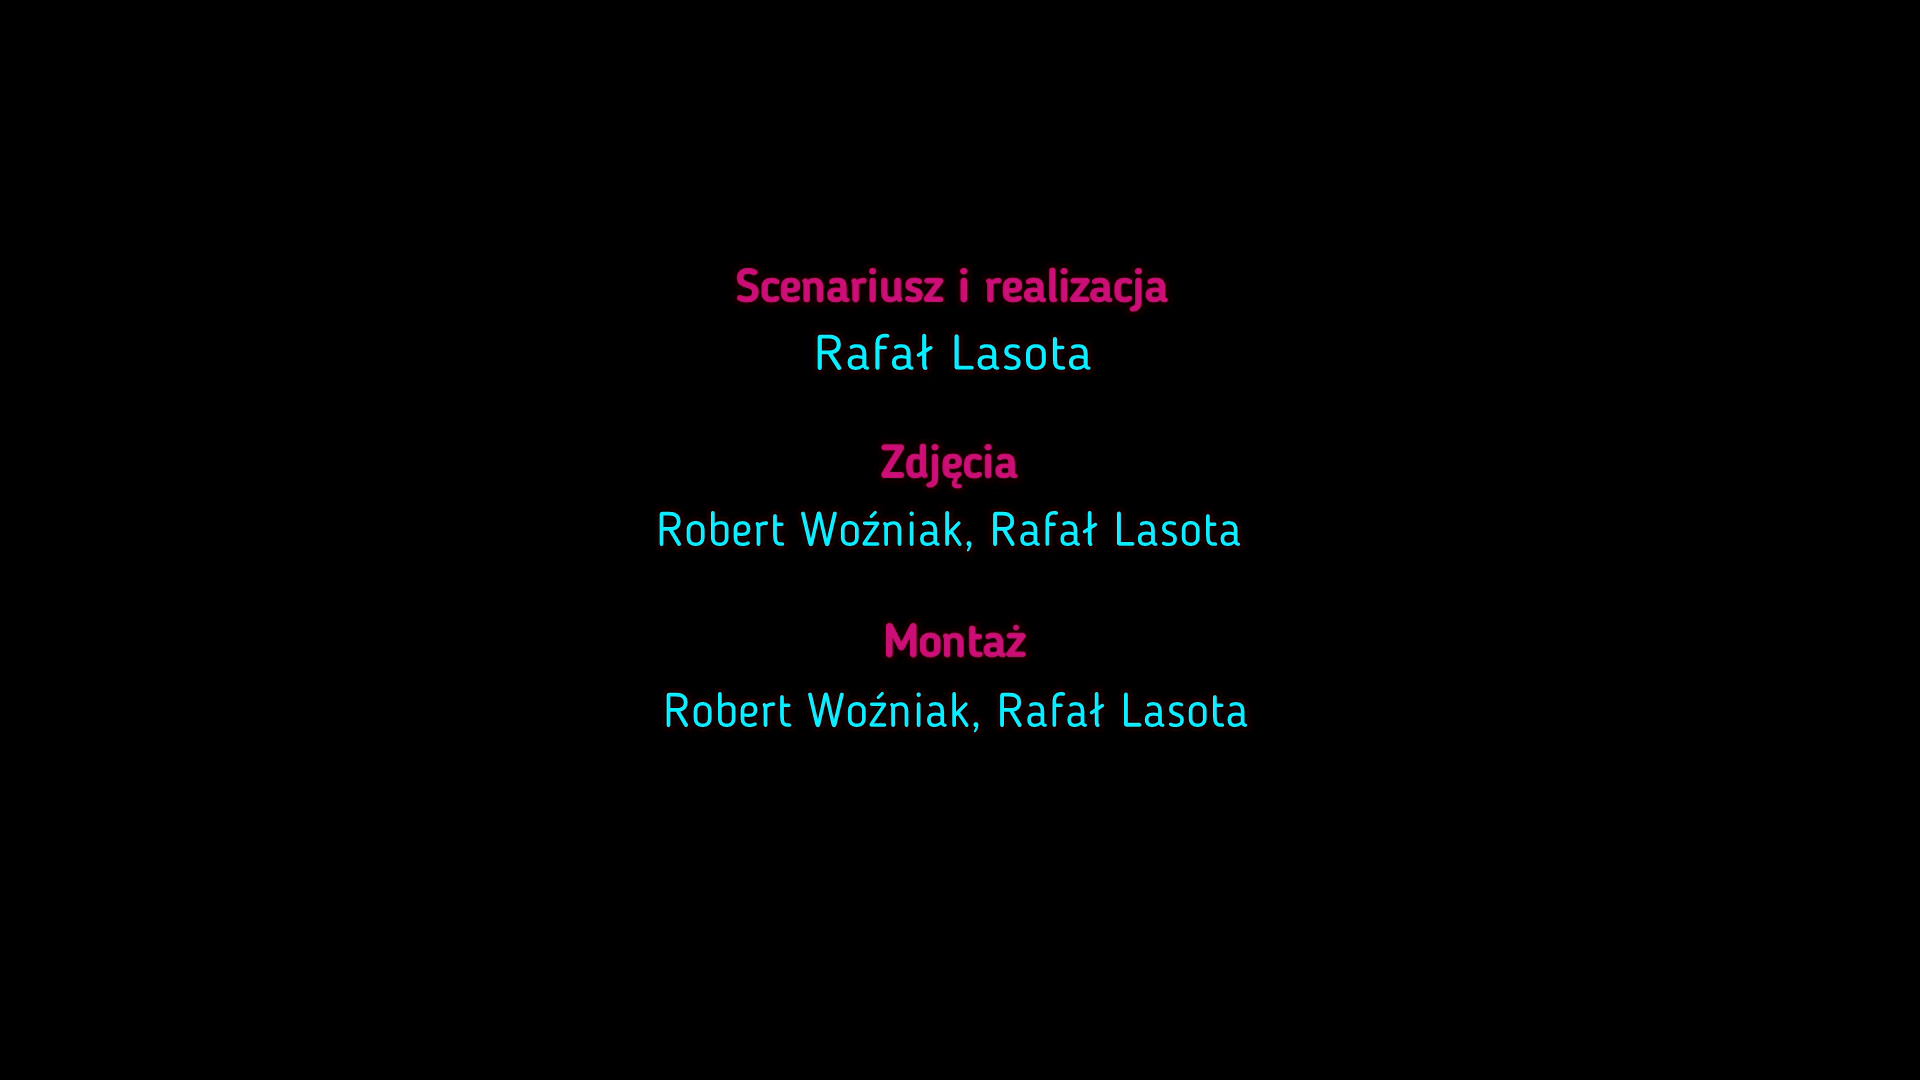 Scenariusz i realizacja
Rafał Lasota
Zdjęcia
Robert Woźniak, Rafał Lasota
Montaż
Robert Woźniak, Rafał Lasota